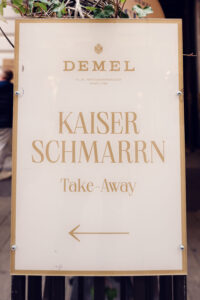 DEMEL
KAISER
SCHMARRN
Take-Away